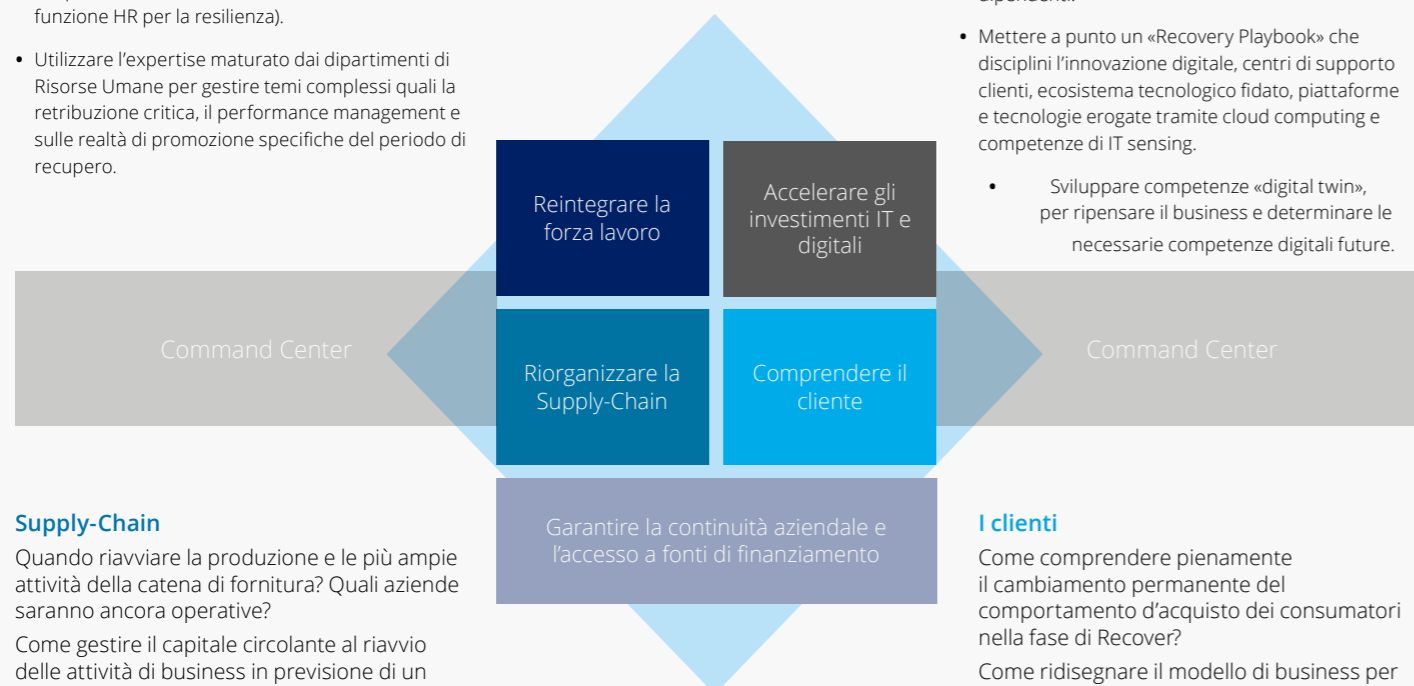 funzione HR per la resilienza).
• Utilizzare l'expertise maturato dai dipartimenti di
Risorse Umane per gestire temi complessi quali la
retribuzione critica, il performance management e
sulle realtà di promozione specifiche del periodo di
recupero.
• Mettere a punto un «Recovery Playbook» che
disciplini l'innovazione digitale, centri di supporto
clienti, ecosistema tecnologico fidato, piattaforme
e tecnologie erogate tramite cloud computing e
competenze di IT sensing.
• Sviluppare competenze «digital twin»,
per ripensare il business e determinare le
necessarie competenze digitali future.
Reintegrare la
forza lavoro
Accelerare gli
investimenti IT e
digitali
Command Center
Riorganizzare la
Supply-Chain
Comprendere il
cliente
Command Center
Garantire la continuità aziendale e
l'accesso a fonti di finanziamento
Supply-Chain
Quando riavviare la produzione e le più ampie
attività della catena di fornitura? Quali aziende
saranno ancora operative?
Come gestire il capitale circolante al riavvio
delle attività di business in previsione di un
I clienti
Come comprendere pienamente
il cambiamento permanente del
comportamento d'acquisto dei consumatori
nella fase di Recover?
Come ridisegnare il modello di business per